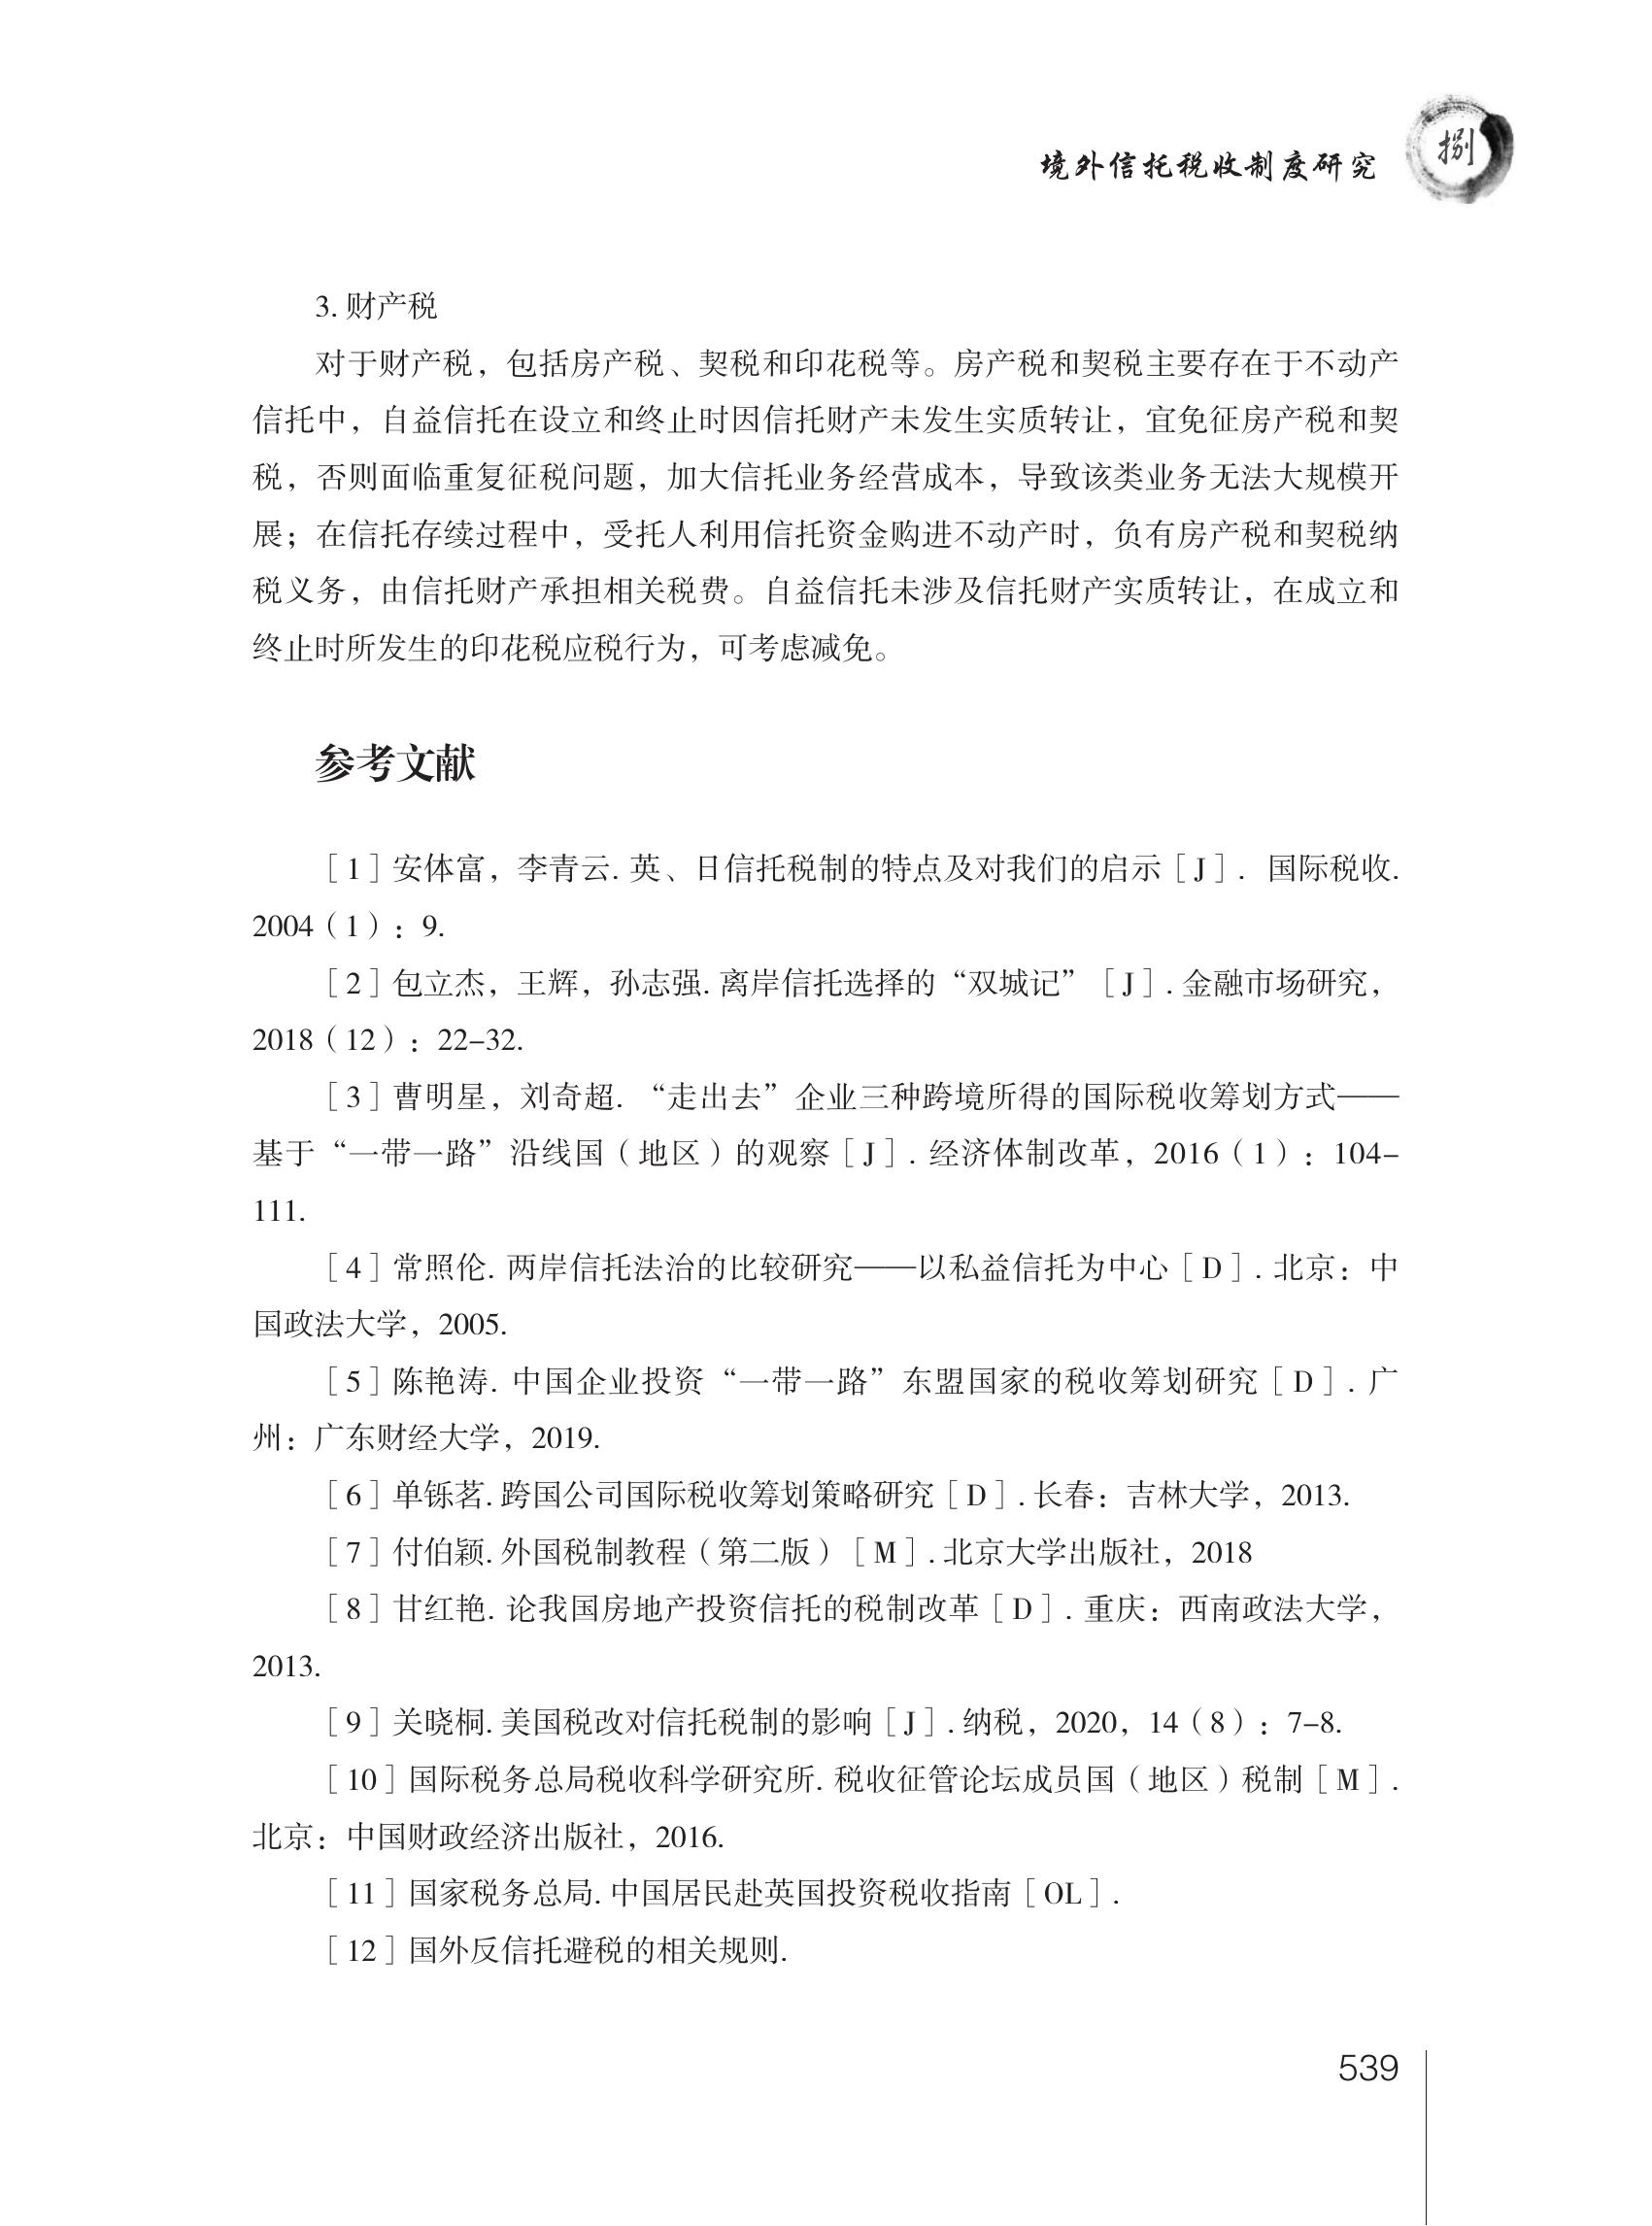 境外信托税收制度研究
捌
3. 财产税
对于财产税，包括房产税、契税和印花税等。房产税和契税主要存在于不动产
信托中，自益信托在设立和终止时因信托财产未发生实质转让，宜免征房产税和契
税，否则面临重复征税问题，加大信托业务经营成本，导致该类业务无法大规模开
展；在信托存续过程中，受托人利用信托资金购进不动产时，负有房产税和契税纳
税义务，由信托财产承担相关税费。自益信托未涉及信托财产实质转让，在成立和
终止时所发生的印花税应税行为，可考虑减免。
参考文献
［1］安体富，李青云. 英、日信托税制的特点及对我们的启示［J］. 国际税收.
2004（1）：9.
［2］包立杰，王辉，孙志强. 离岸信托选择的“双城记”［J］. 金融市场研究，
2018（12）：22–32.
［3］曹明星，刘奇超. “走出去”企业三种跨境所得的国际税收筹划方式——
基于“一带一路”沿线国（地区）的观察［J］. 经济体制改革，2016（1）：104–
111.
［4］常照伦. 两岸信托法治的比较研究——以私益信托为中心［D］. 北京：中
国政法大学，2005.
［5］陈艳涛. 中国企业投资“一带一路”东盟国家的税收筹划研究［D］. 广
州：广东财经大学，2019.
［6］单铄茗. 跨国公司国际税收筹划策略研究［D］. 长春：吉林大学，2013.
［7］付伯颖. 外国税制教程（第二版）［M］. 北京大学出版社，2018
［8］甘红艳. 论我国房地产投资信托的税制改革［D］. 重庆：西南政法大学，
2013.
［9］关晓桐. 美国税改对信托税制的影响［J］. 纳税，2020，14（8）：7–8.
［10］国际税务总局税收科学研究所. 税收征管论坛成员国（地区）税制［M］.
北京：中国财政经济出版社，2016.
［11］国家税务总局. 中国居民赴英国投资税收指南［OL］.
［12］国外反信托避税的相关规则.
539